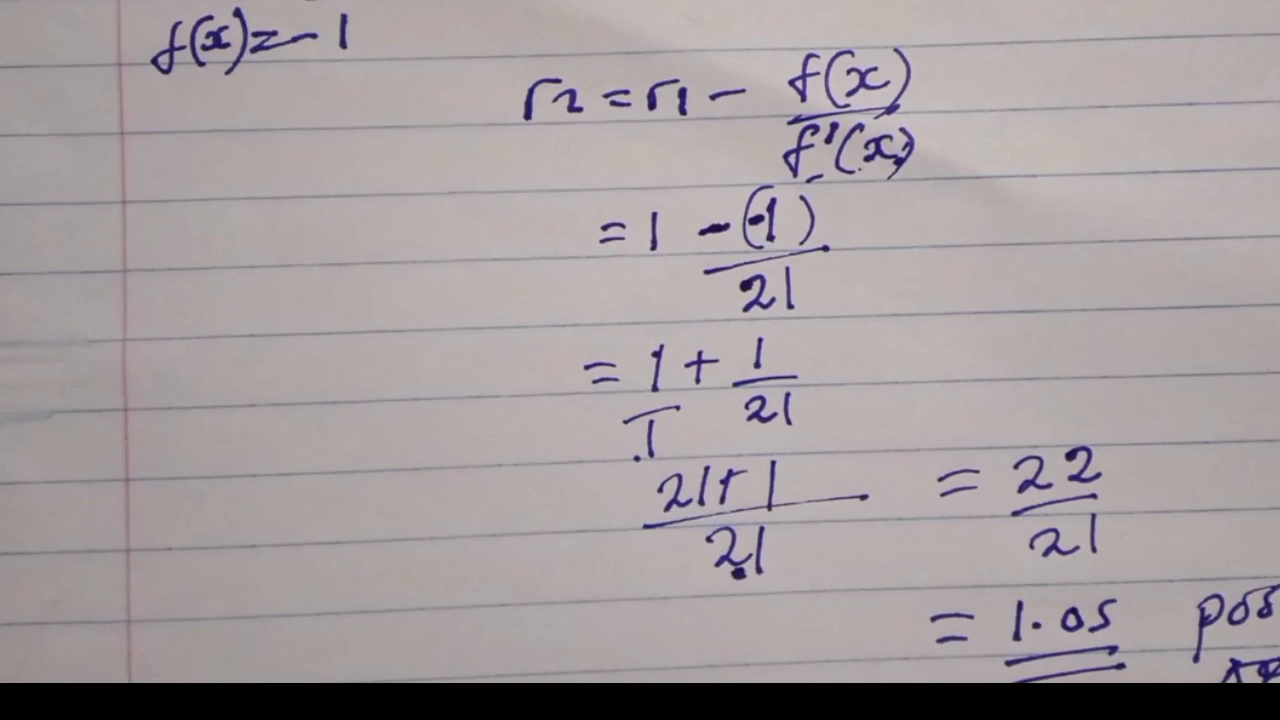 f(x)=-1
r2 = r1 - f(x)/f'(x)
= 1 -(-1)/21
= 1/1 + 1/21
21+1/21 = 22/21
= 1.05